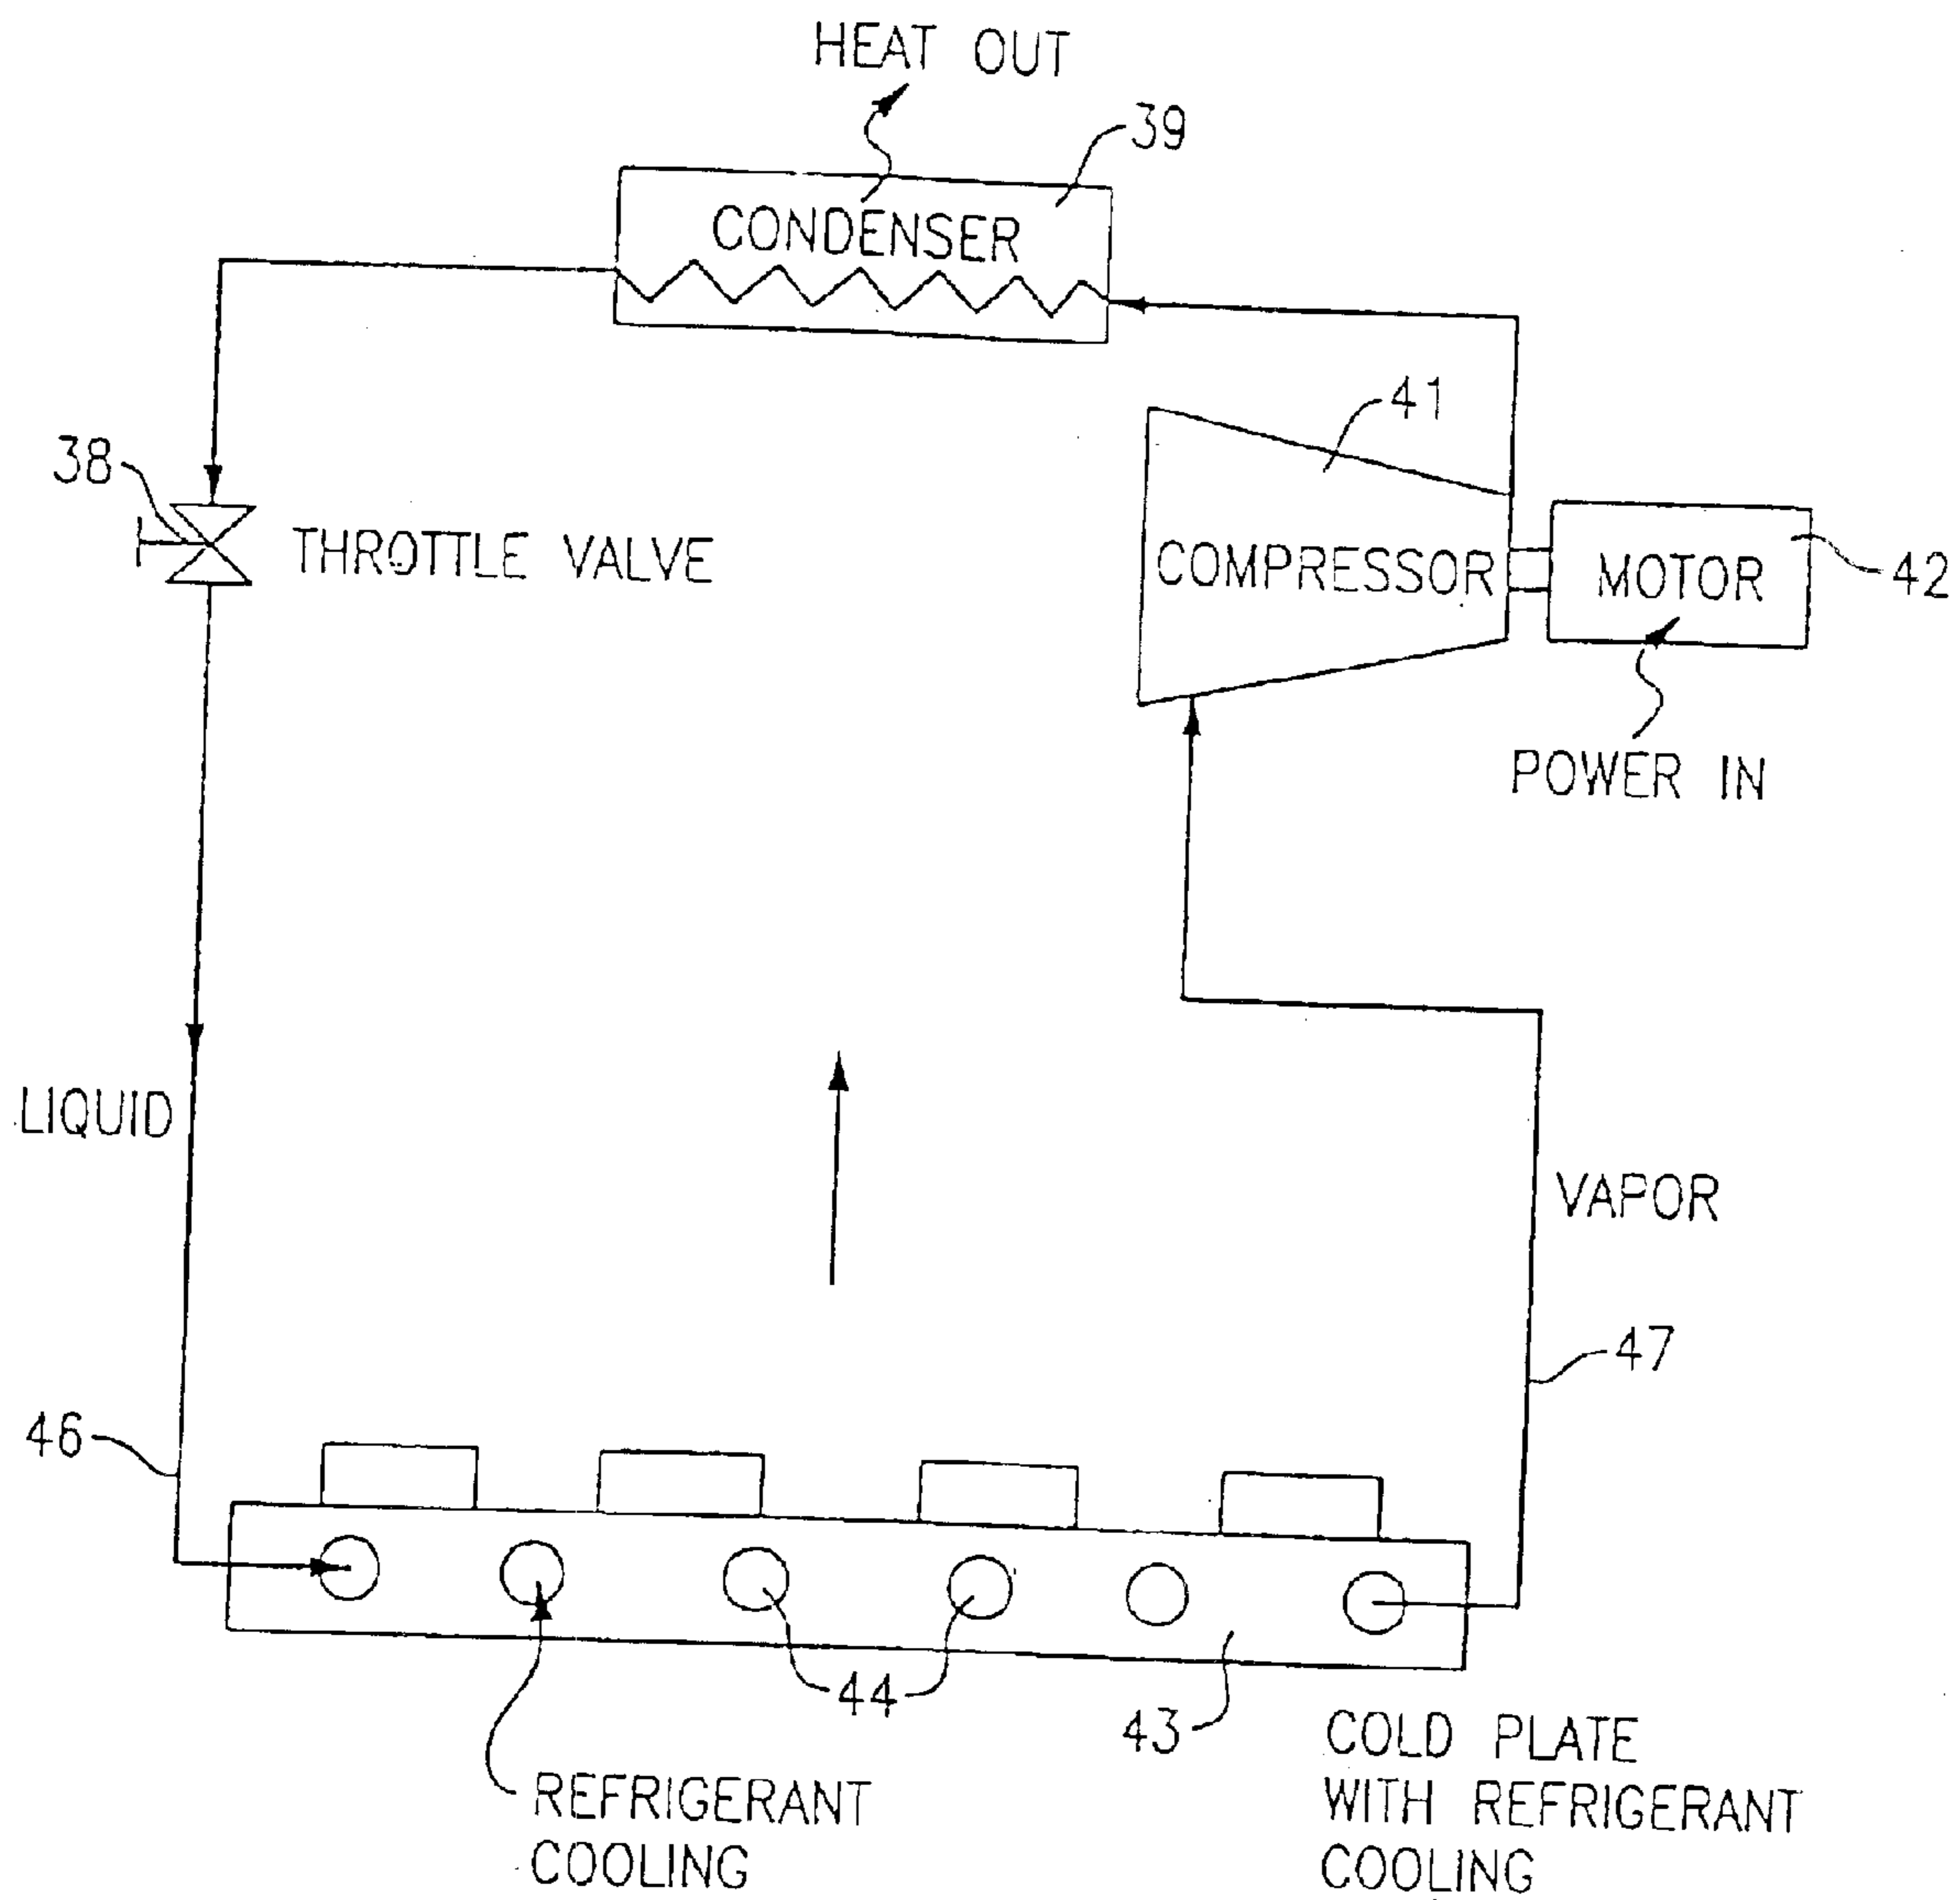 HEAT OUT
39
CONDENSER
41
38
THROTTLE VALVE
COMPRESSOR
MOTOR
42
POWER IN
LIQUID
VAPOR
47
46
44
43
COLD PLATE
WITH REFRIGERANT
COOLING
REFRIGERANT
COOLING